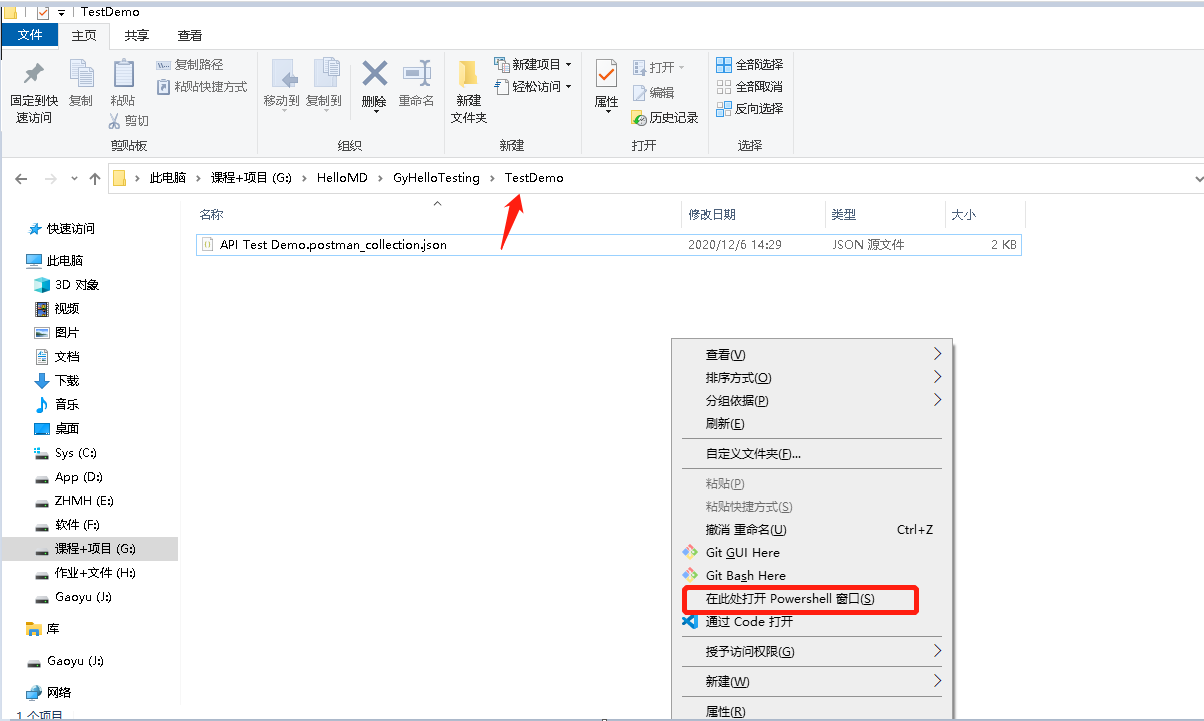 TestDemo
文件 主页 共享 查看
固定到快速访问
复制
粘贴
复制路径
粘贴快捷方式
剪切
剪贴板
移动到
复制到
删除
重命名
组织
新建文件夹
新建项目
轻松访问
新建
属性
打开
编辑
历史记录
打开
全部选择
全部取消
反向选择
选择
此电脑 › 课程+项目 (G:) › HelloMD › GyHelloTesting › TestDemo
名称 修改日期 类型 大小
API Test Demo.postman_collection.json 2020/12/6 14:29 JSON 源文件 2 KB
快速访问
此电脑
3D 对象
视频
图片
文档
下载
音乐
桌面
Sys (C:)
App (D:)
ZHMH (E:)
软件 (F:)
课程+项目 (G:)
作业+文件 (H:)
Gaoyu (J:)
库
Gaoyu (J:)
网络
1 个项目
查看(V)
排序方式(O)
分组依据(P)
刷新(E)
自定义文件夹(F)...
粘贴(P)
粘贴快捷方式(S)
撤消 重命名(U) Ctrl+Z
Git GUI Here
Git Bash Here
在此处打开 Powershell 窗口(S)
通过 Code 打开
授予访问权限(G)
新建(W)
属性(R)